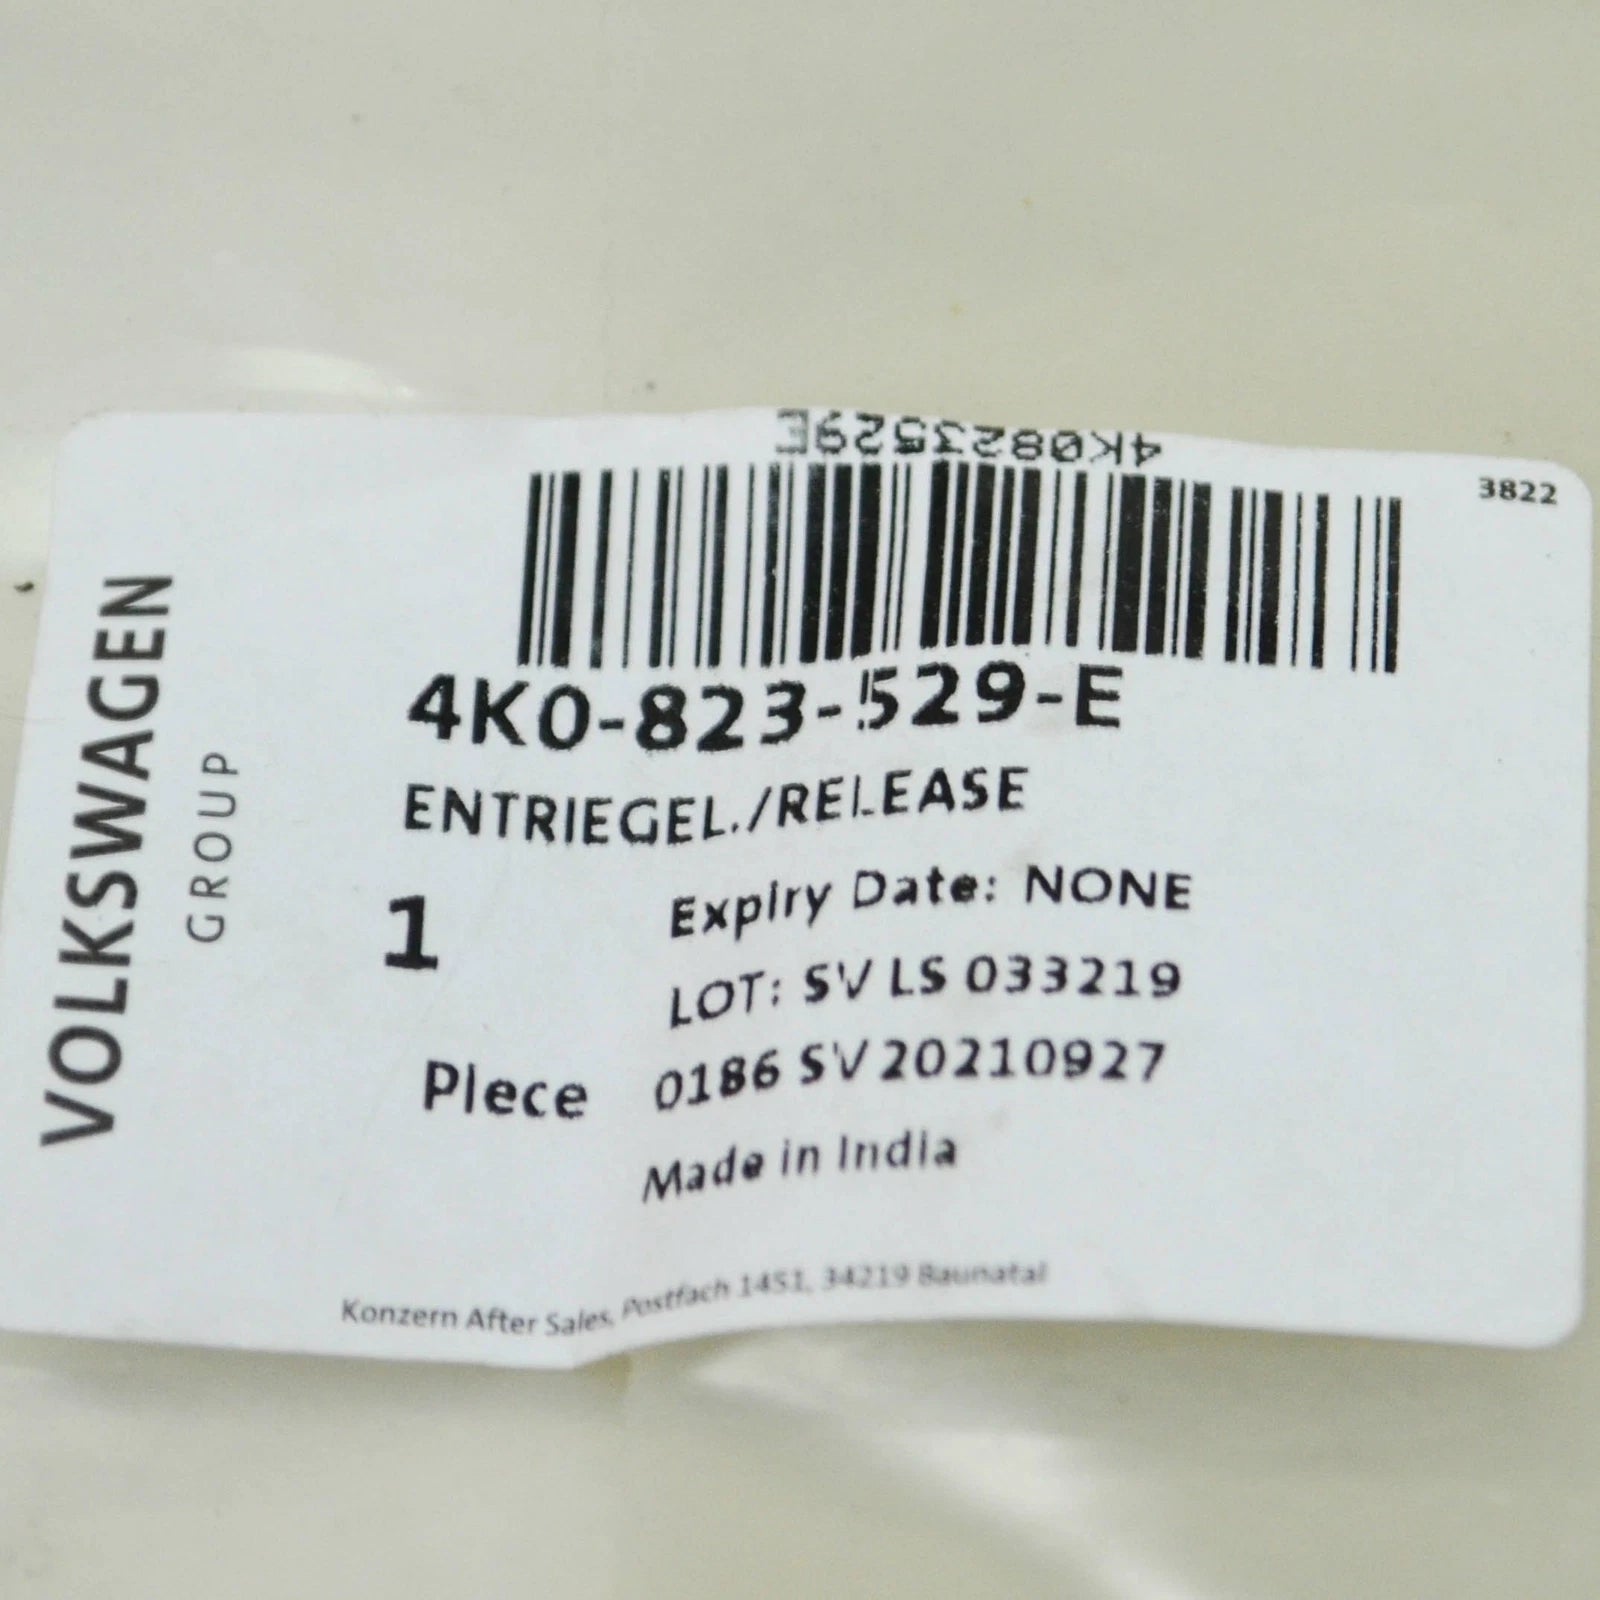 4K0823529E
3822
VOLKSWAGEN
GROUP
4K0-823-529-E
ENTRIEGEL./RELEASE
1
Piece
Expiry Date: NONE
LOT: SV LS 033219
0186 SV 20210927
Made in India
Konzern After Sales, Postfach 1451, 34219 Baunatal